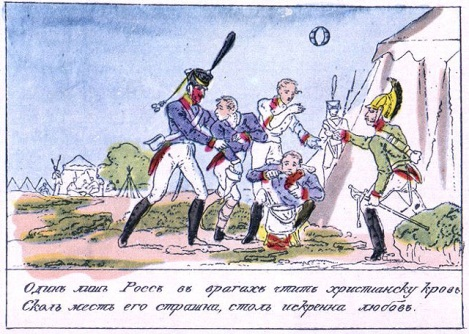 Одинъ лишь Россъ въ врагахъ чтитъ христіанску кровь.
Сколь месть его страшна, столь искренна любовь.